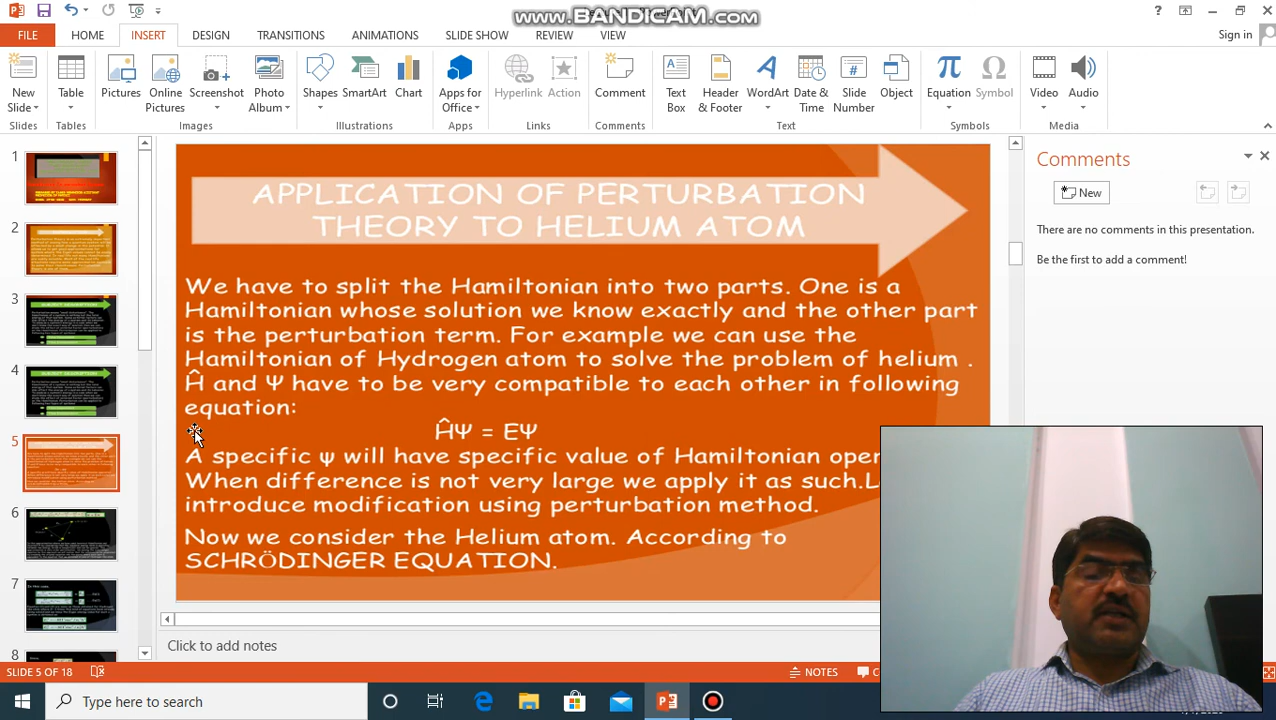 www.BANDICAM.com
FILE HOME INSERT DESIGN TRANSITIONS ANIMATIONS SLIDE SHOW REVIEW VIEW Sign in
New Slide Table Pictures Online Pictures Screenshot Photo Album Shapes SmartArt Chart Apps for Office Hyperlink Action Comment Text Box Header & Footer WordArt Date & Time Slide Number Object Equation Symbol Video Audio
Slides Tables Images Illustrations Apps Links Comments Text Symbols Media
Comments
New
There are no comments in this presentation.
Be the first to add a comment!
1
2
3
4
5
6
7
8
APPLICATION OF PERTURBATION
THEORY TO HELIUM ATOM
We have to split the Hamiltonian into two parts. One is a
Hamiltonian whose solution we know exactly and the other part
is the perturbation term. For example we can use the
Hamiltonian of Hydrogen atom to solve the problem of helium .
Ĥ and Ψ have to be very compatible to each other in following
equation:
ĤΨ = EΨ
A specific ψ will have specific value of Hamiltonian oper
When difference is not very large we apply it as such.L
introduce modification using perturbation method.
Now we consider the Helium atom. According to
SCHRÖDINGER EQUATION.
Click to add notes
SLIDE 5 OF 18 NOTES
Type here to search